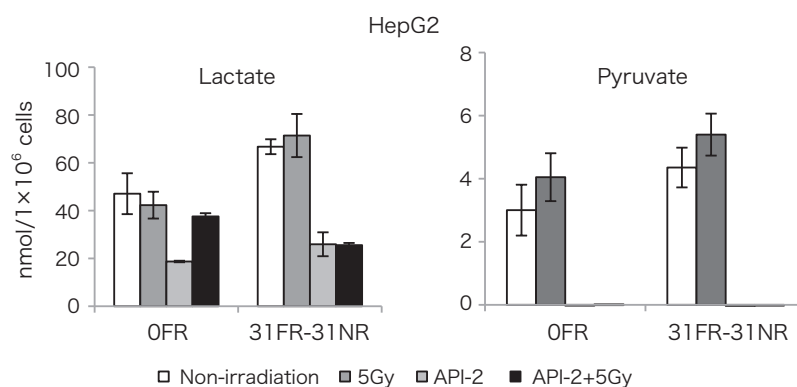 HepG2
Lactate
nmol/1×10⁶ cells
100
80
60
40
20
0
0FR
31FR-31NR
Pyruvate
8
6
4
2
0
0FR
31FR-31NR
Non-irradiation
5Gy
API-2
API-2+5Gy